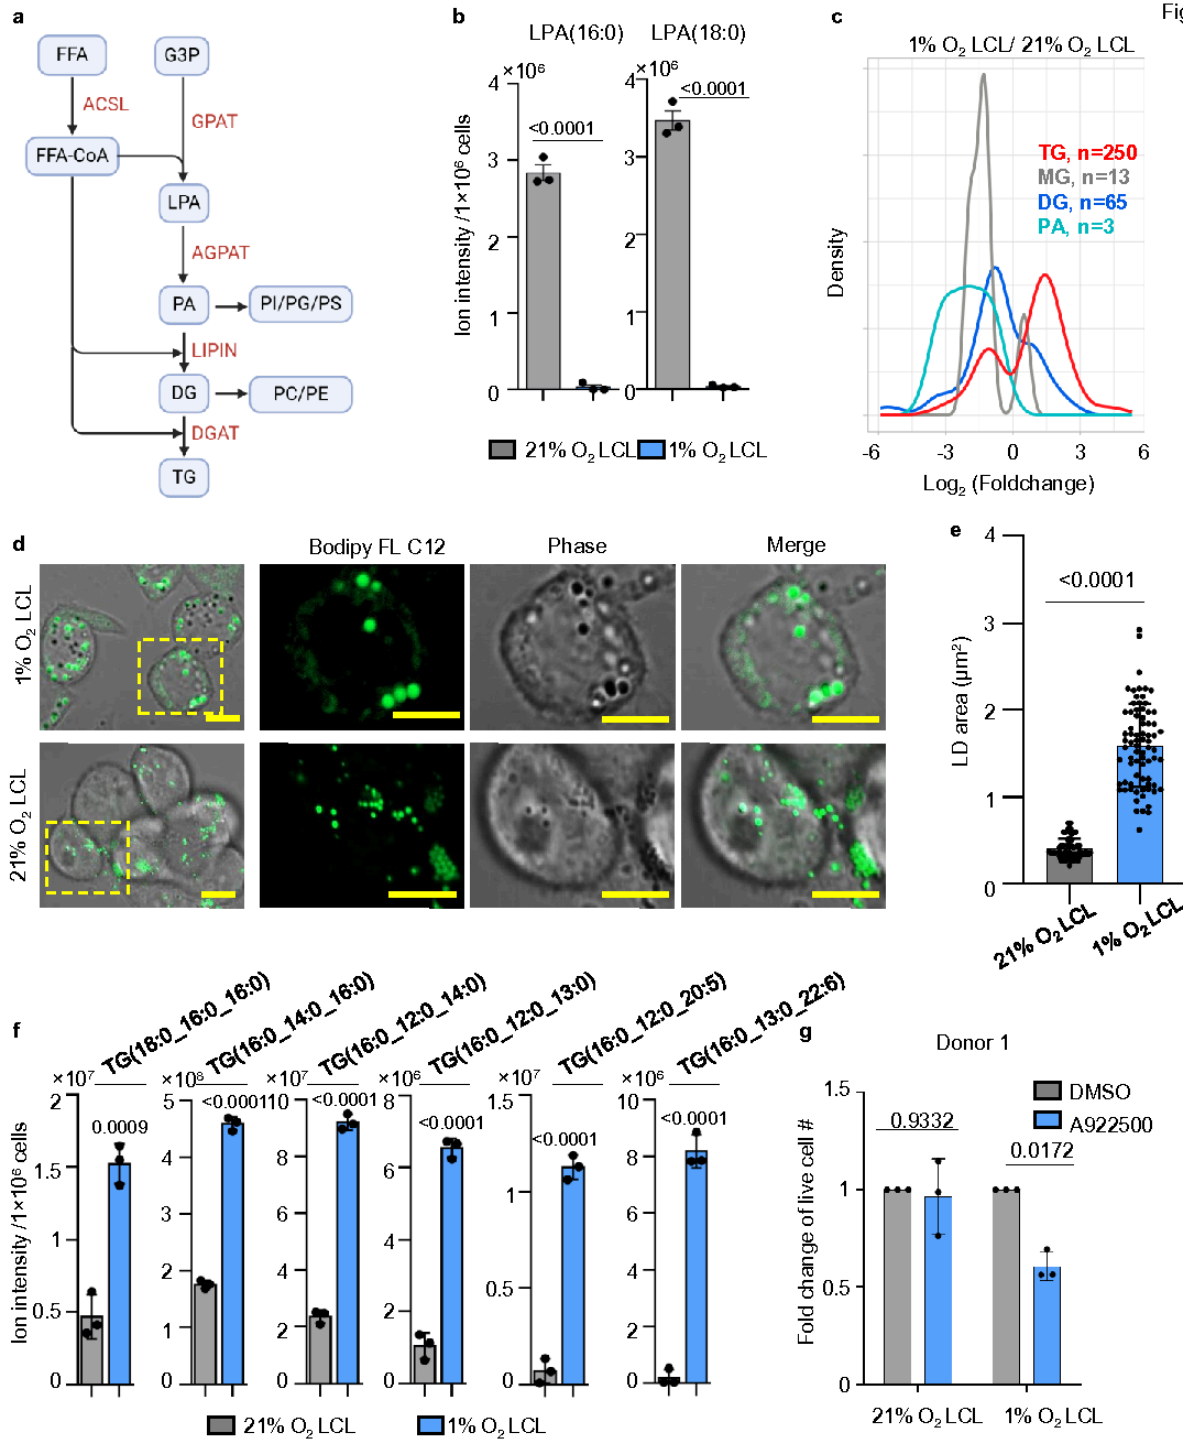 Fig
a
FFA
G3P
ACSL
GPAT
FFA-CoA
LPA
AGPAT
PA
PI/PG/PS
LIPIN
DG
PC/PE
DGAT
TG
b
LPA(16:0)
LPA(18:0)
×10⁶
×10⁶
4
4
<0.0001
<0.0001
3
3
2
2
1
1
0
0
Ion intensity /1×10⁶ cells
21% O₂ LCL
1% O₂ LCL
c
1% O₂ LCL/ 21% O₂ LCL
TG, n=250
MG, n=13
DG, n=65
PA, n=3
Density
-6
-3
0
3
6
Log₂ (Foldchange)
d
Bodipy FL C12
Phase
Merge
1% O₂ LCL
21% O₂ LCL
e
4
<0.0001
3
2
1
0
LD area (μm²)
21% O₂ LCL
1% O₂ LCL
f
TG(18:0_16:0_16:0)
TG(16:0_14:0_16:0)
TG(16:0_12:0_14:0)
TG(16:0_12:0_13:0)
TG(16:0_12:0_20:5)
TG(16:0_13:0_22:6)
×10⁷
×10⁸
×10⁷
×10⁶
×10⁷
×10⁶
Ion intensity /1×10⁶ cells
2
1.5
1
0.5
0
0.0009
5
4
3
2
1
0
<0.0001
10
8
6
4
2
0
<0.0001
8
6
4
2
0
<0.0001
1.5
1
0.5
0
<0.0001
10
8
6
4
2
0
<0.0001
21% O₂ LCL
1% O₂ LCL
g
Donor 1
DMSO
A922500
1.5
1
0.5
0
0.9332
0.0172
Fold change of live cell #
21% O₂ LCL
1% O₂ LCL